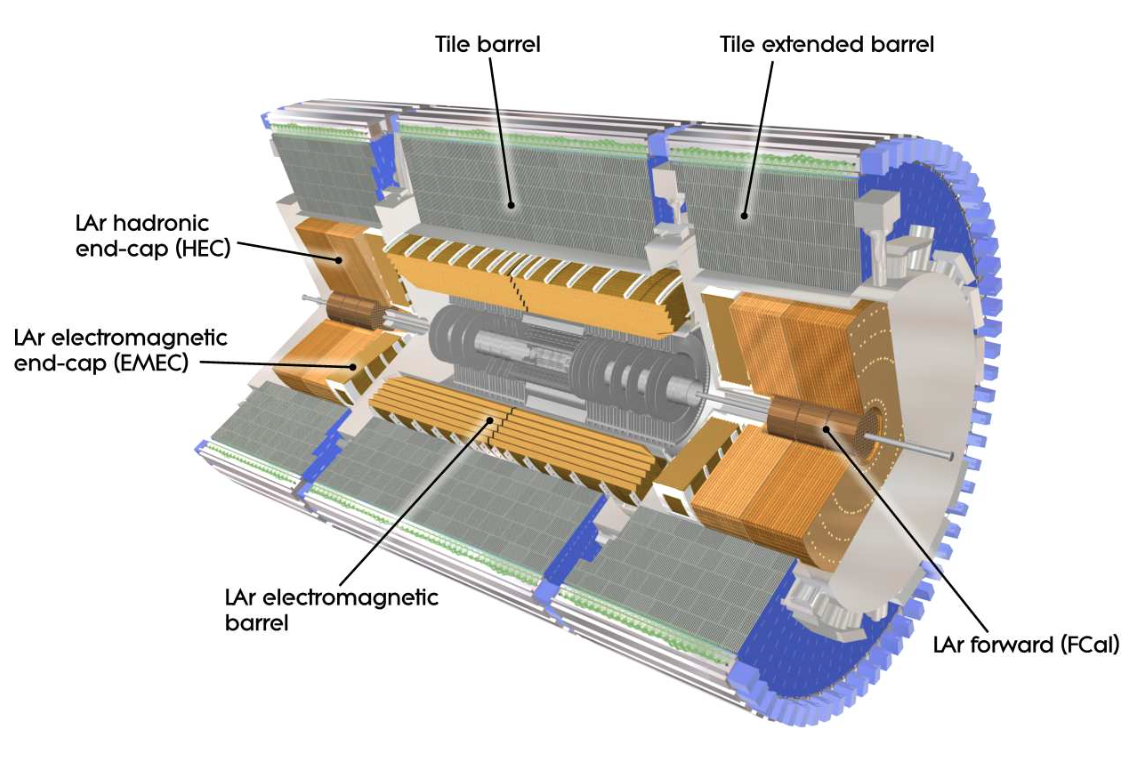 Tile barrel
Tile extended barrel
LAr hadronic
end-cap (HEC)
LAr electromagnetic
end-cap (EMEC)
LAr electromagnetic
barrel
LAr forward (FCal)